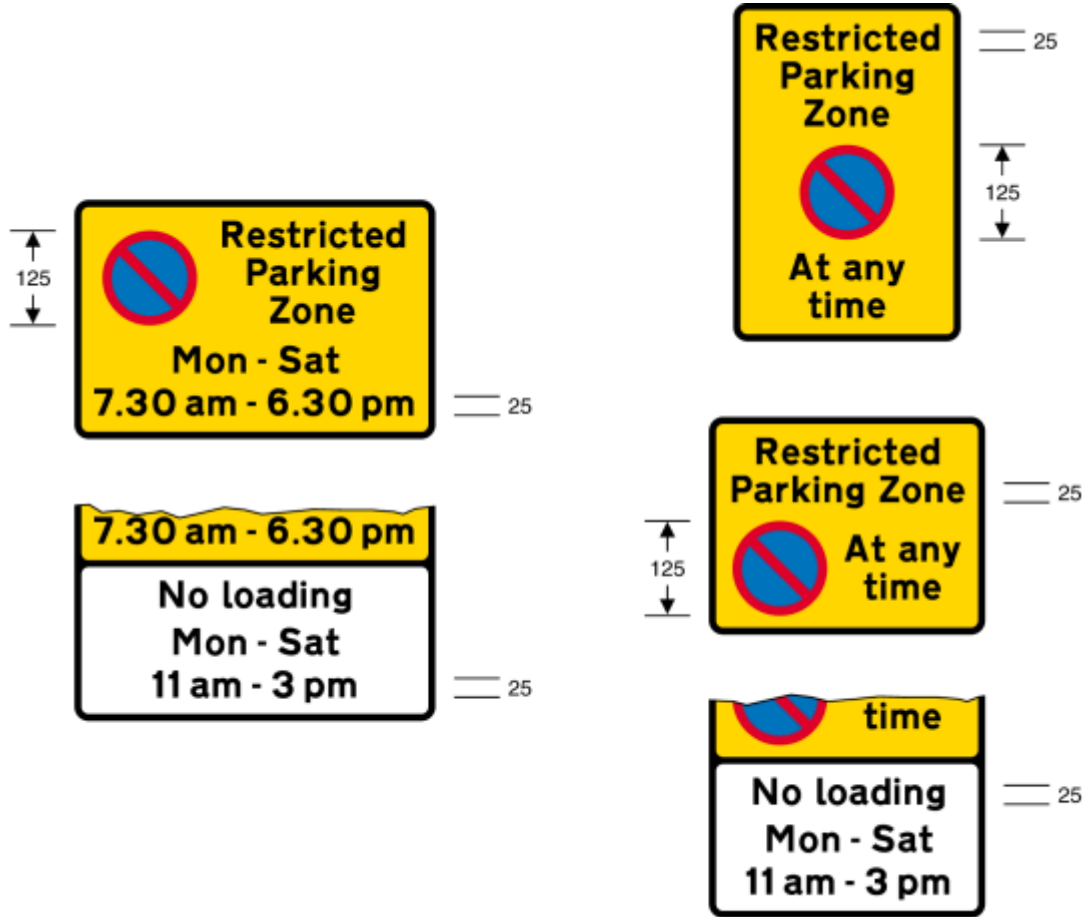 125
Restricted
Parking
Zone
Mon - Sat
7.30 am - 6.30 pm
25
7.30 am - 6.30 pm
No loading
Mon - Sat
11 am - 3 pm
25
Restricted
Parking
Zone
25
125
At any
time
Restricted
Parking Zone
25
125
At any
time
time
No loading
25
Mon - Sat
11 am - 3 pm